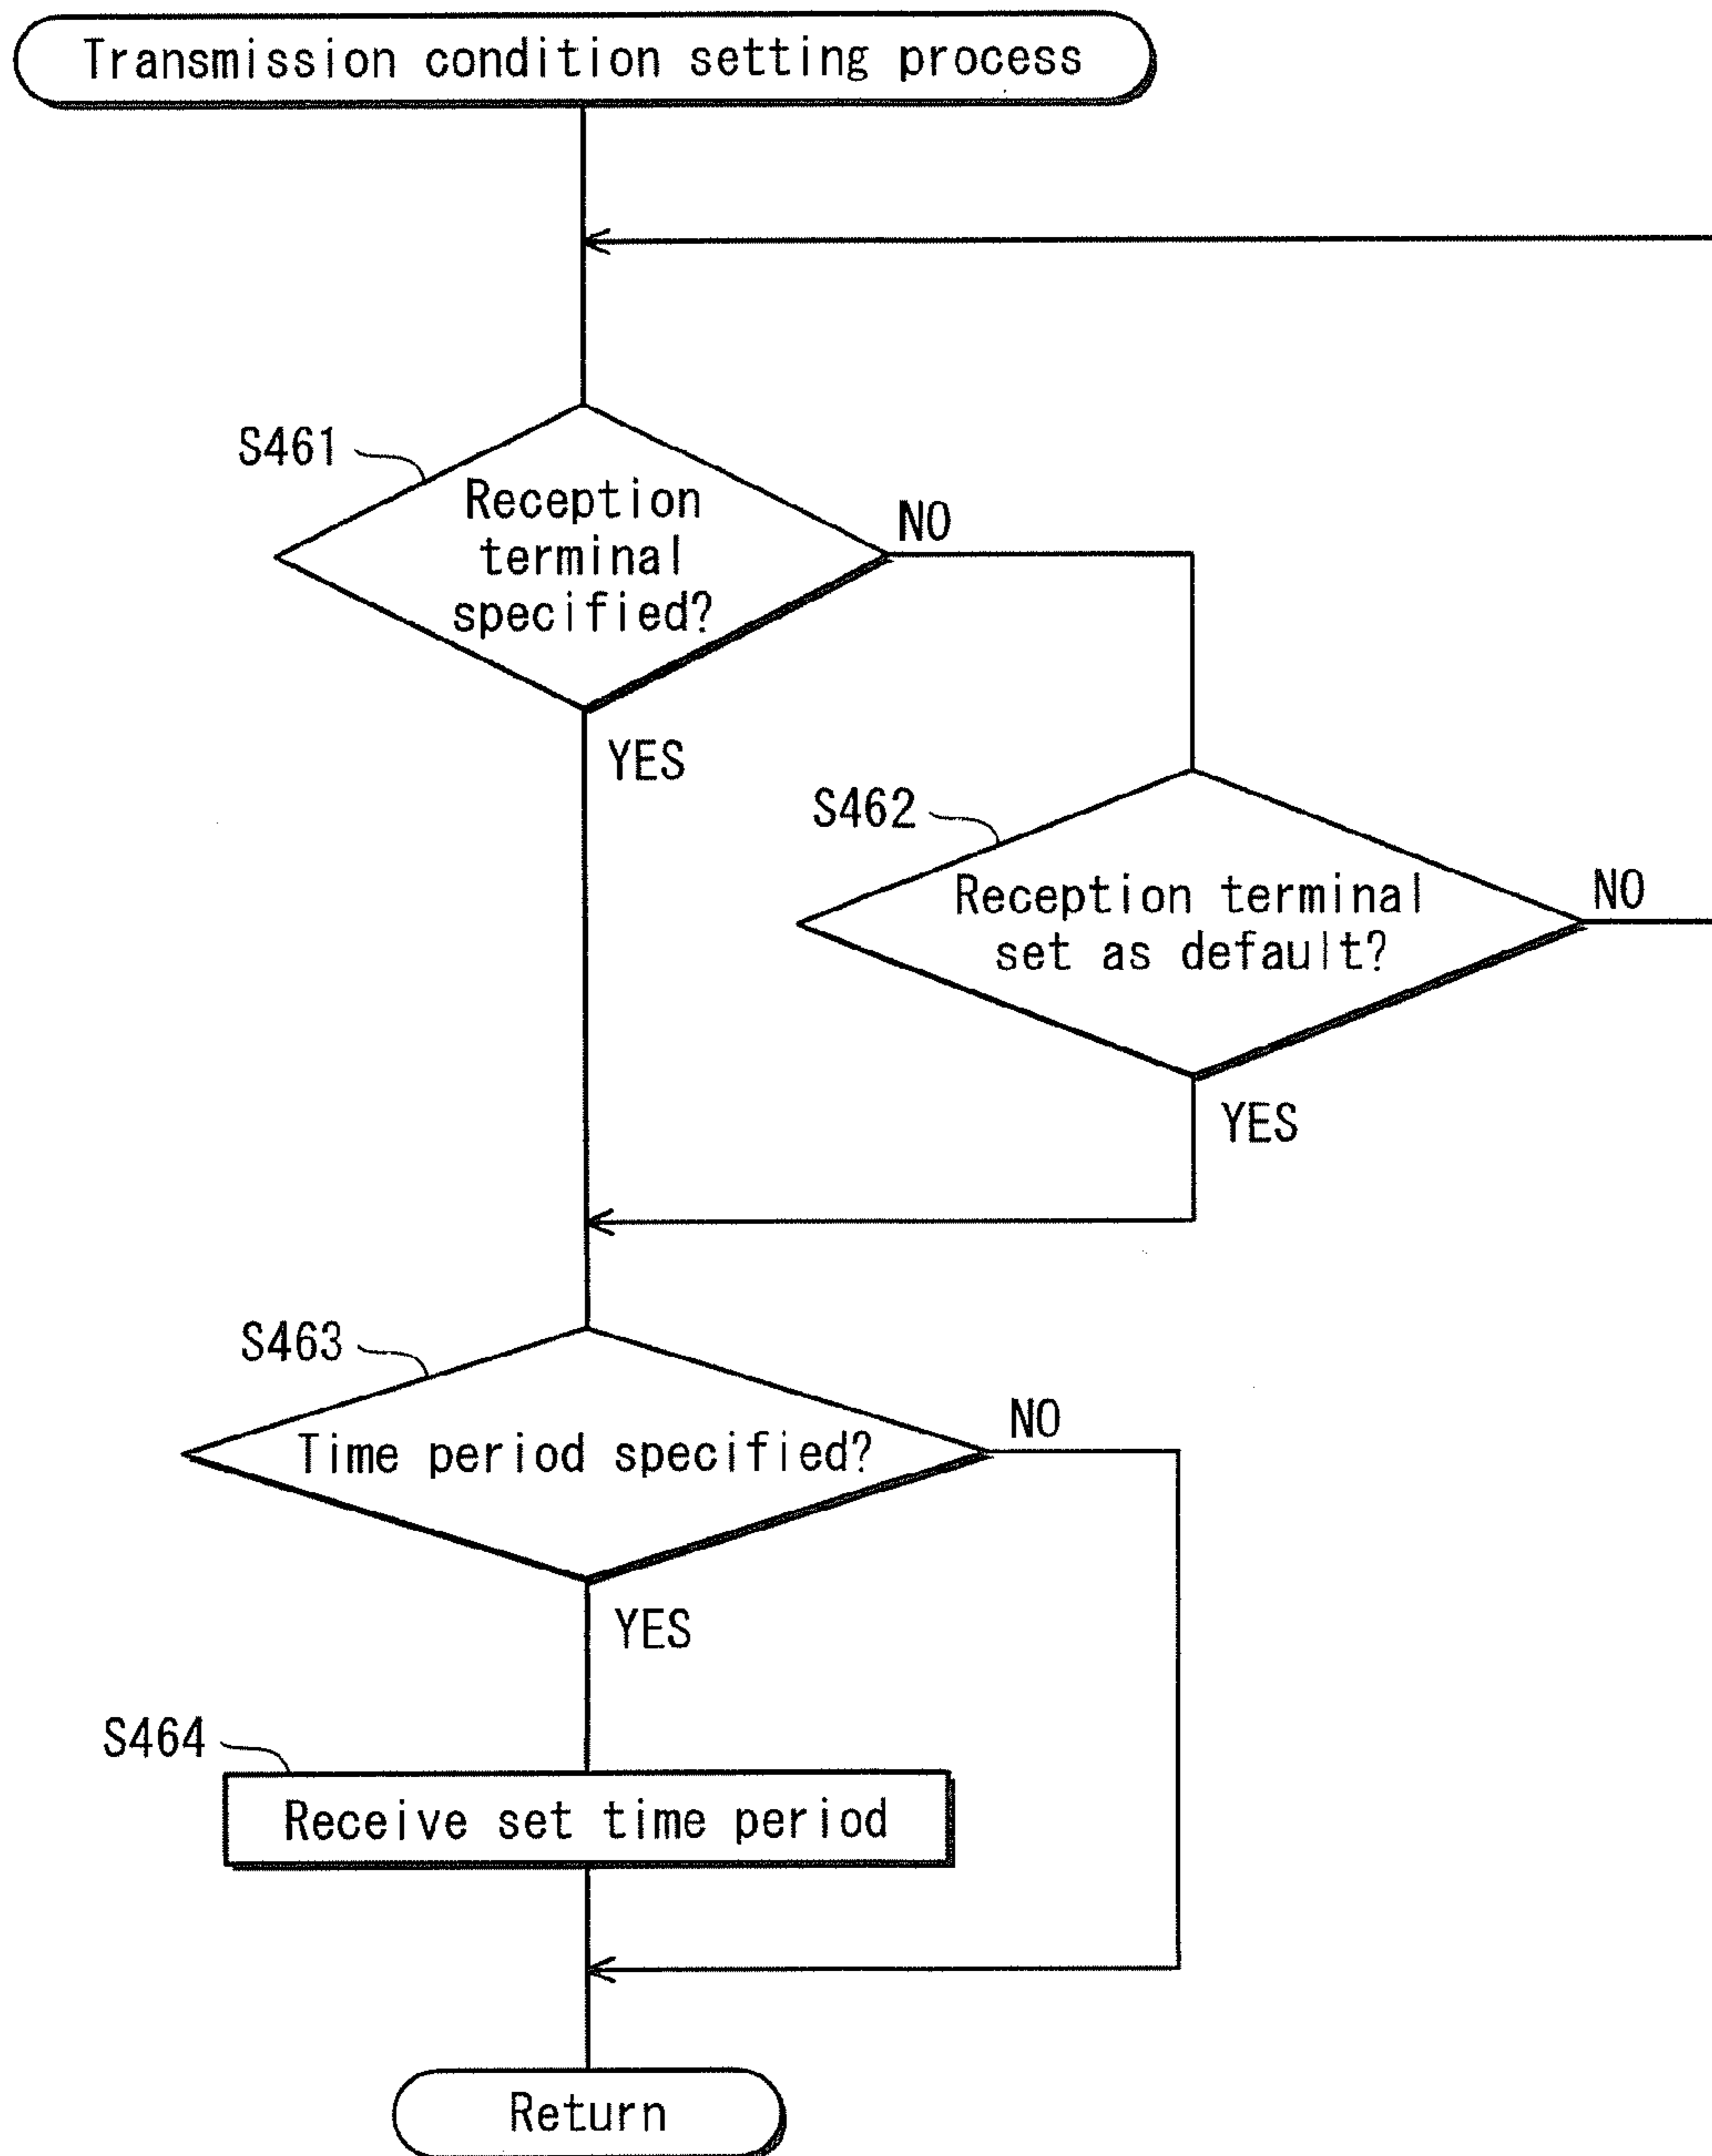 Transmission condition setting process
S461
Reception
terminal
specified?
NO
YES
S462
Reception terminal
set as default?
NO
YES
S463
Time period specified?
NO
YES
S464
Receive set time period
Return